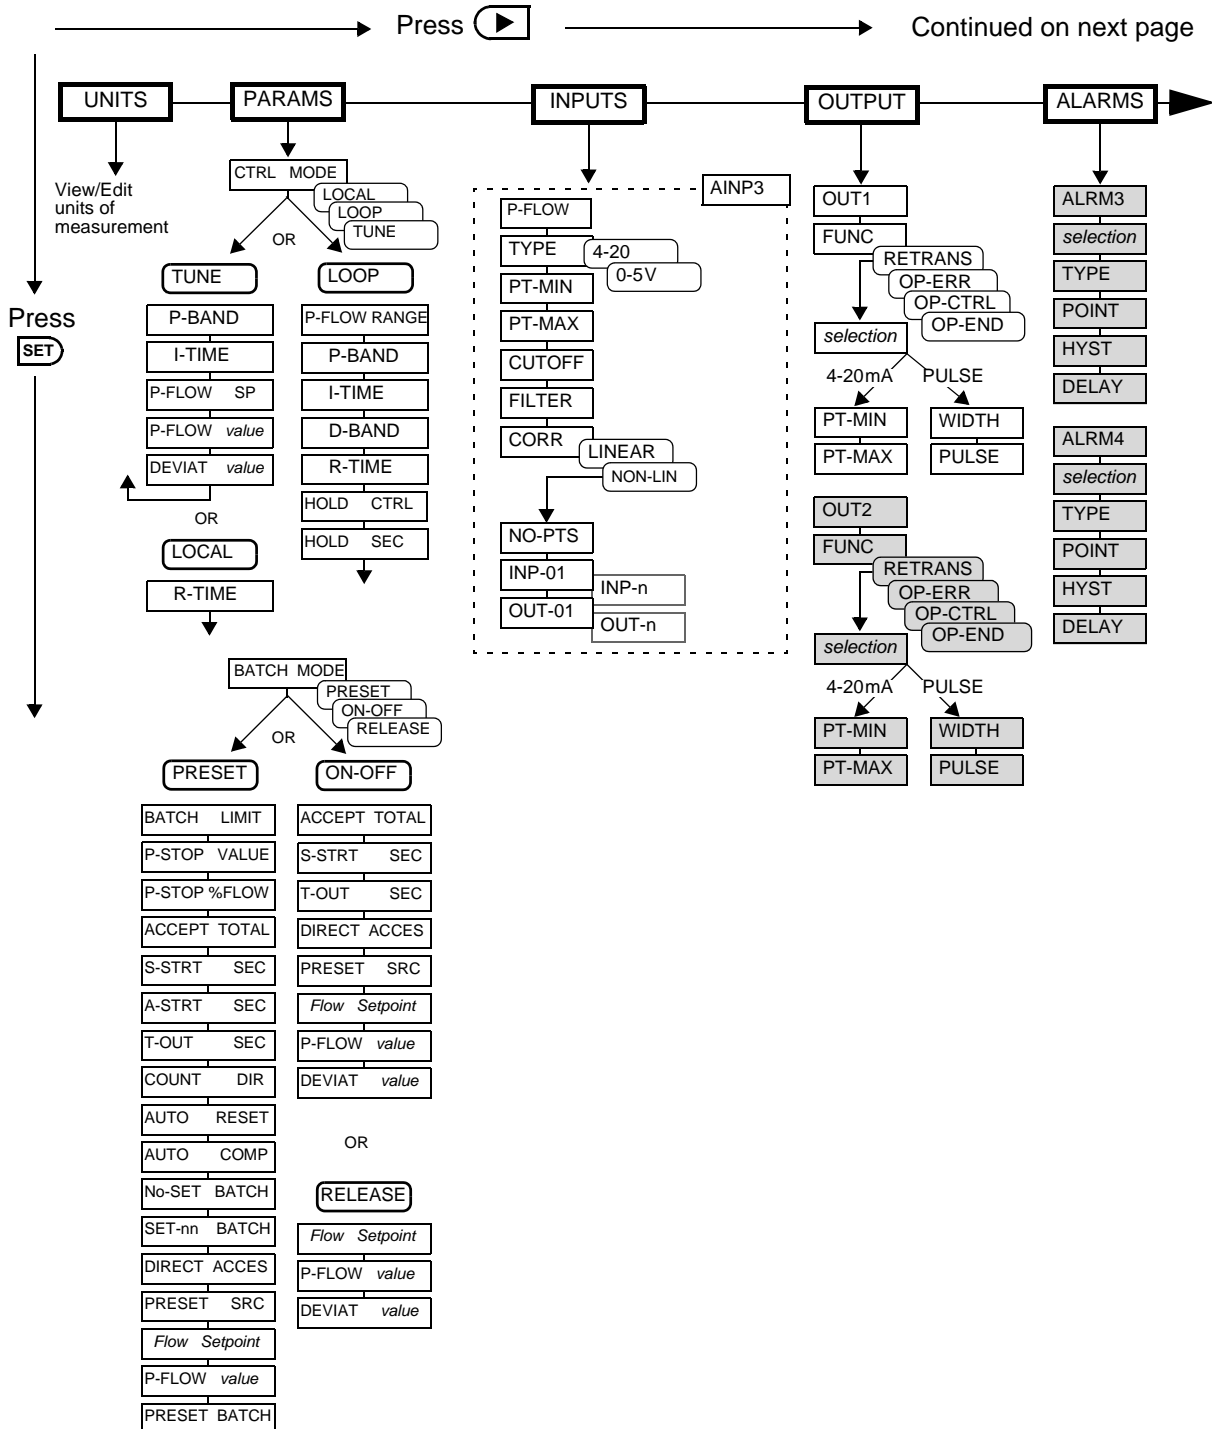 Press
Continued on next page
UNITS
PARAMS
INPUTS
OUTPUT
ALARMS
View/Edit
units of
measurement
Press
SET
CTRL MODE
LOCAL
LOOP
TUNE
OR
TUNE
P-BAND
I-TIME
P-FLOW SP
P-FLOW value
DEVIAT value
OR
LOCAL
R-TIME
LOOP
P-FLOW RANGE
P-BAND
I-TIME
D-BAND
R-TIME
HOLD CTRL
HOLD SEC
BATCH MODE
PRESET
ON-OFF
RELEASE
OR
PRESET
BATCH LIMIT
P-STOP VALUE
P-STOP %FLOW
ACCEPT TOTAL
S-STRT SEC
A-STRT SEC
T-OUT SEC
COUNT DIR
AUTO RESET
AUTO COMP
No-SET BATCH
SET-nn BATCH
DIRECT ACCES
PRESET SRC
Flow Setpoint
P-FLOW value
PRESET BATCH
ON-OFF
ACCEPT TOTAL
S-STRT SEC
T-OUT SEC
DIRECT ACCES
PRESET SRC
Flow Setpoint
P-FLOW value
DEVIAT value
OR
RELEASE
Flow Setpoint
P-FLOW value
DEVIAT value
AINP3
P-FLOW
TYPE
4-20
0-5V
PT-MIN
PT-MAX
CUTOFF
FILTER
CORR
LINEAR
NON-LIN
NO-PTS
INP-01
INP-n
OUT-01
OUT-n
OUT1
FUNC
RETRANS
OP-ERR
OP-CTRL
OP-END
selection
4-20mA
PULSE
PT-MIN
WIDTH
PT-MAX
PULSE
OUT2
FUNC
RETRANS
OP-ERR
OP-CTRL
OP-END
selection
4-20mA
PULSE
PT-MIN
WIDTH
PT-MAX
PULSE
ALRM3
selection
TYPE
POINT
HYST
DELAY
ALRM4
selection
TYPE
POINT
HYST
DELAY